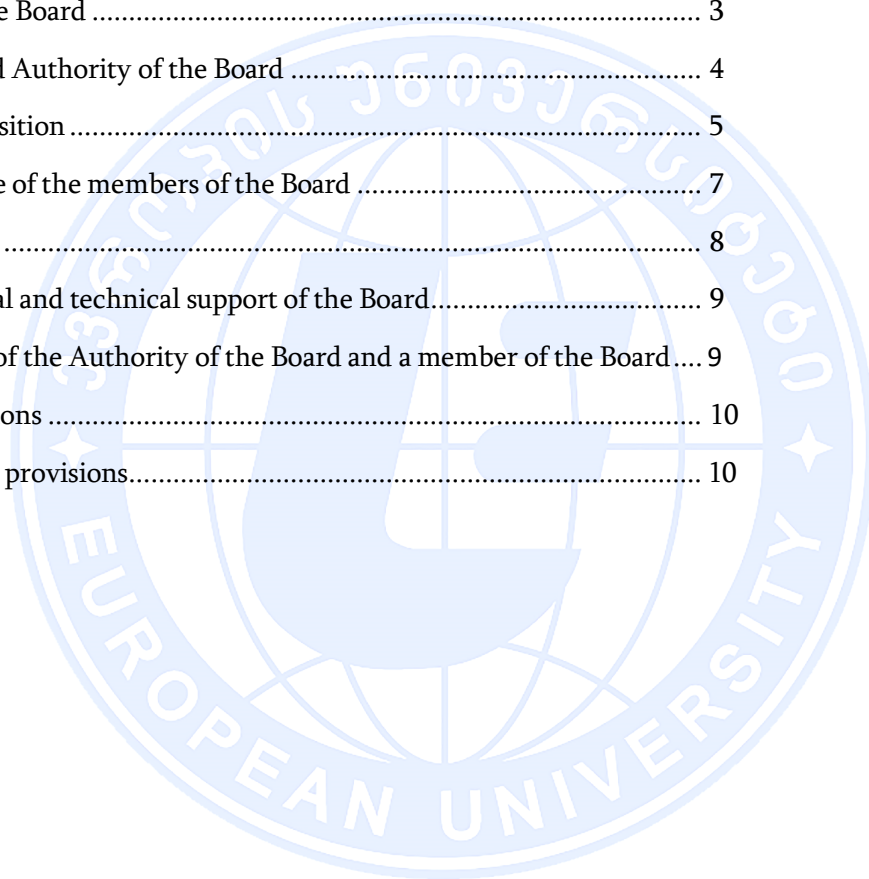 e Board ............................................................................................ 3
d Authority of the Board .............................................................. 4
sition ............................................................................................... 5
e of the members of the Board .................................................... 7
........................................................................................................ 8
al and technical support of the Board......................................... 9
of the Authority of the Board and a member of the Board.... 9
ons .................................................................................................. 10
provisions...................................................................................... 10
ევროპის უნივერსიტეტი
EUROPEAN UNIVERSITY